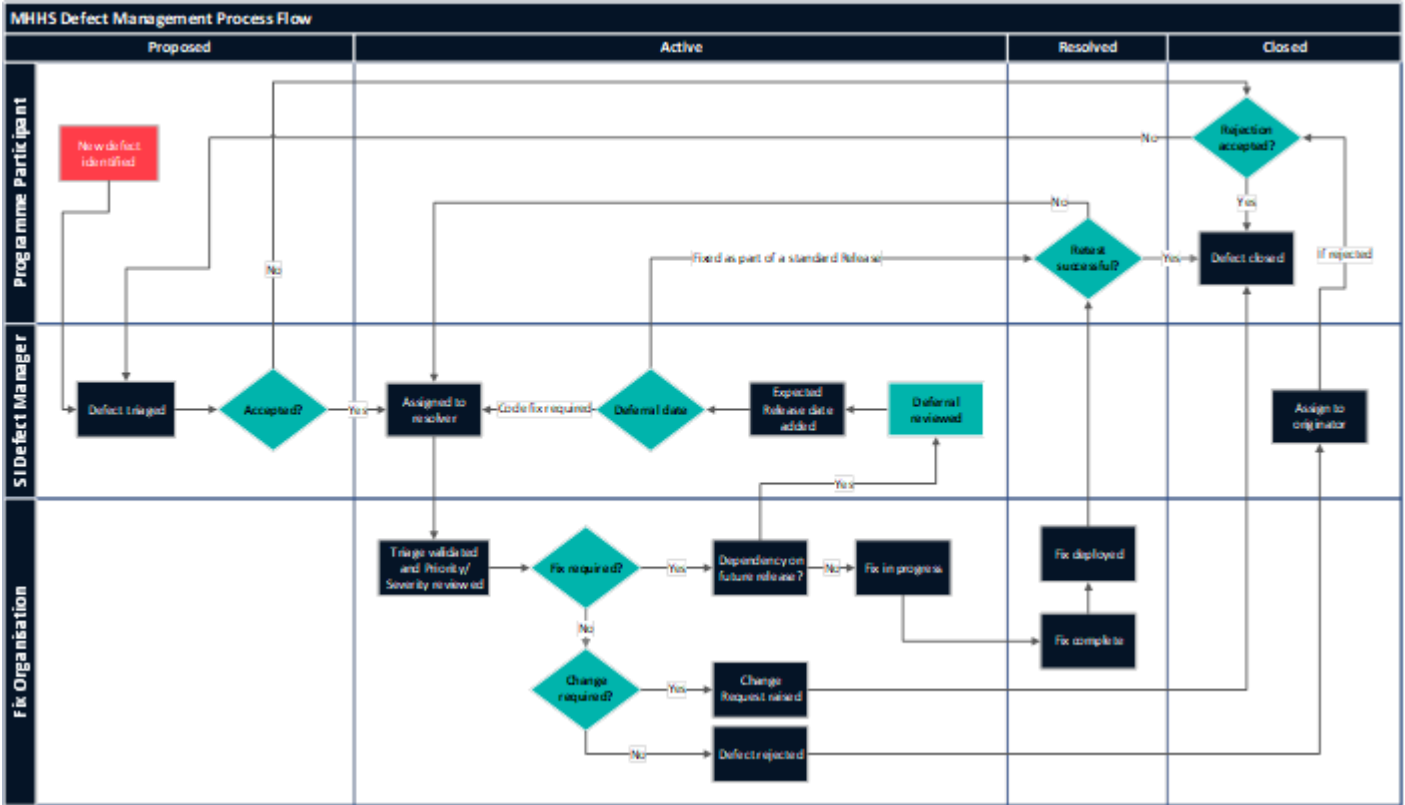 MHHS Defect Management Process Flow
Proposed
Active
Resolved
Closed
Programme Participant
New defect
identified
No
Rejection
accepted?
Yes
No
Fixed as part of a standard Release
Retest
successful?
Yes
Defect closed
If rejected
No
SI Defect Manager
Defect triaged
Accepted?
Yes
Assigned to
resolver
Code fix required
Deferral date
Expected
Release date
added
Deferral
reviewed
Assign to
originator
Yes
Fix Organisation
Triage validated
and Priority/
Severity reviewed
Fix required?
Yes
Dependency on
future release?
No
Fix in progress
Fix deployed
Fix complete
No
Change
required?
Yes
Change
Request raised
No
Defect rejected